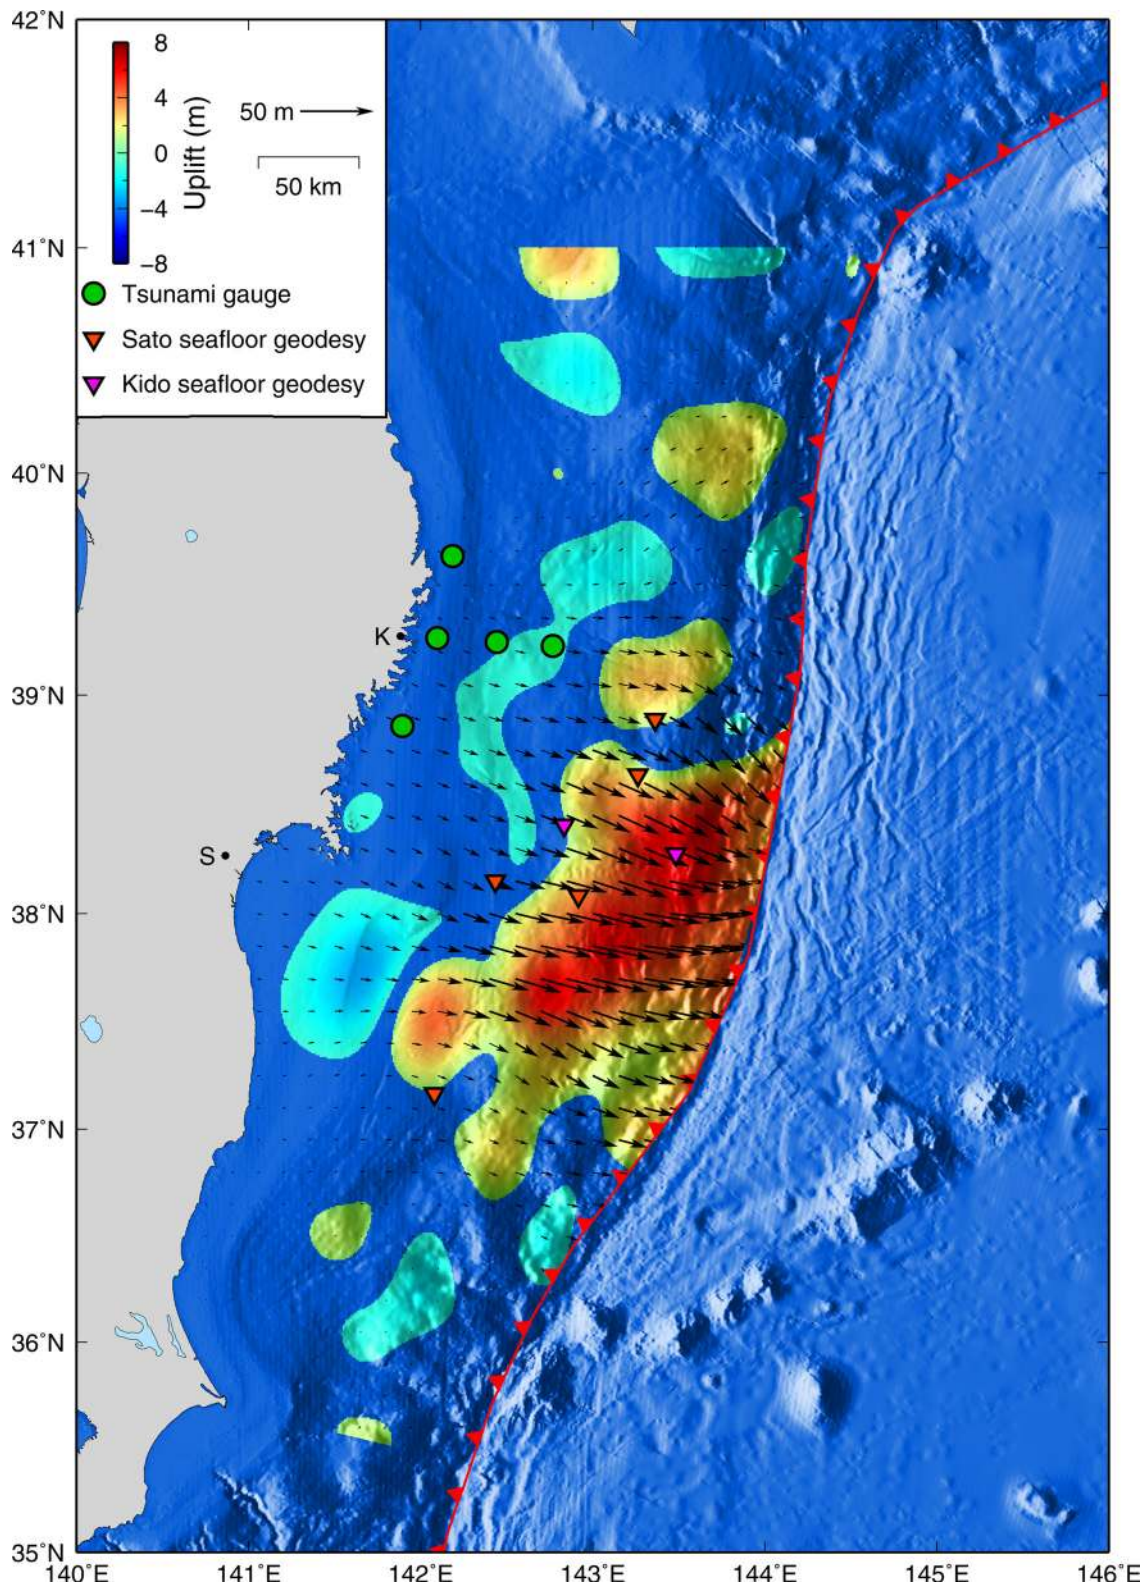 42˚N
8
4
0
−4
−8
Uplift (m)
50 m
50 km
Tsunami gauge
Sato seafloor geodesy
Kido seafloor geodesy
41˚N
40˚N
K
39˚N
S
38˚N
37˚N
36˚N
35˚N
140˚E
141˚E
142˚E
143˚E
144˚E
145˚E
146˚E